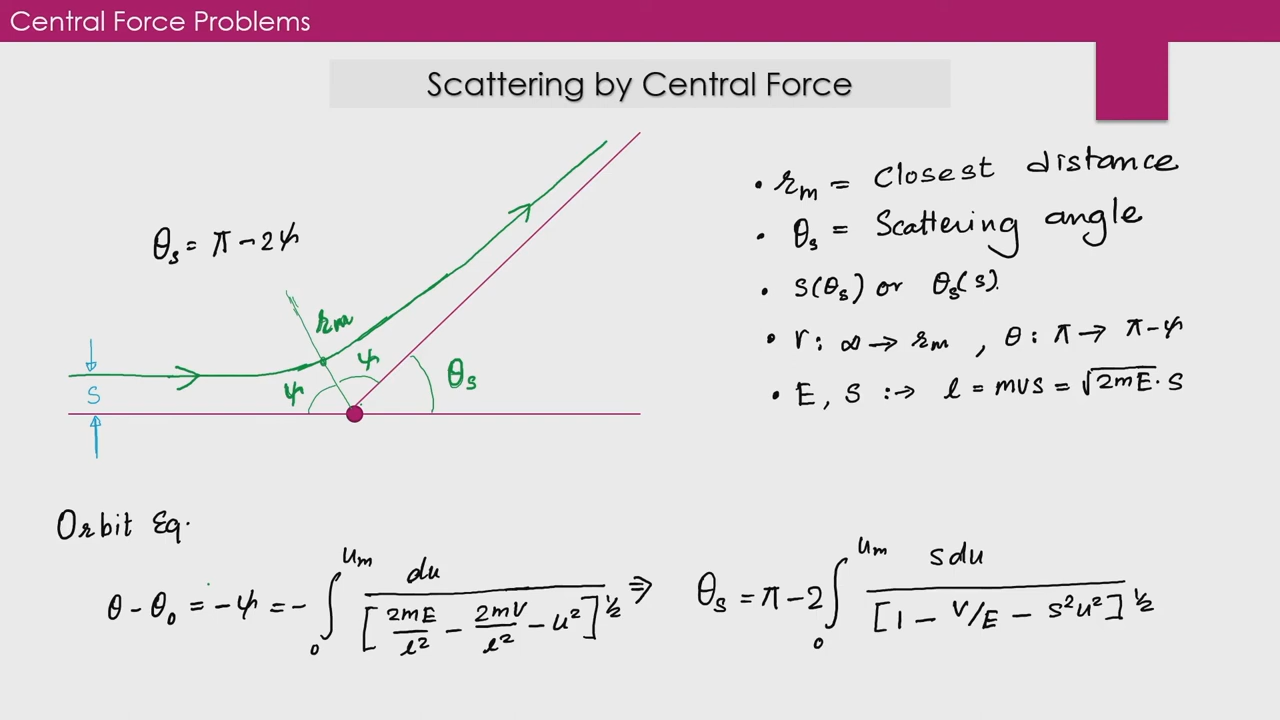 Central Force Problems
Scattering by Central Force
θₛ = π − 2ψ
rₘ
ψ
ψ
θₛ
S
• rₘ = Closest distance
• θₛ = Scattering angle
• S(θₛ) or θₛ(s).
• r : ∞ → rₘ , θ : π → π−ψ
• E, S :→ l = mvs = √(2mE) · S
Orbit Eq.
θ − θ₀ = −ψ = − ∫₀^{uₘ} du / [2mE/l² − 2mV/l² − u²]^{1/2} ⇒ θₛ = π − 2 ∫₀^{uₘ} s du / [1 − V/E − s²u²]^{1/2}